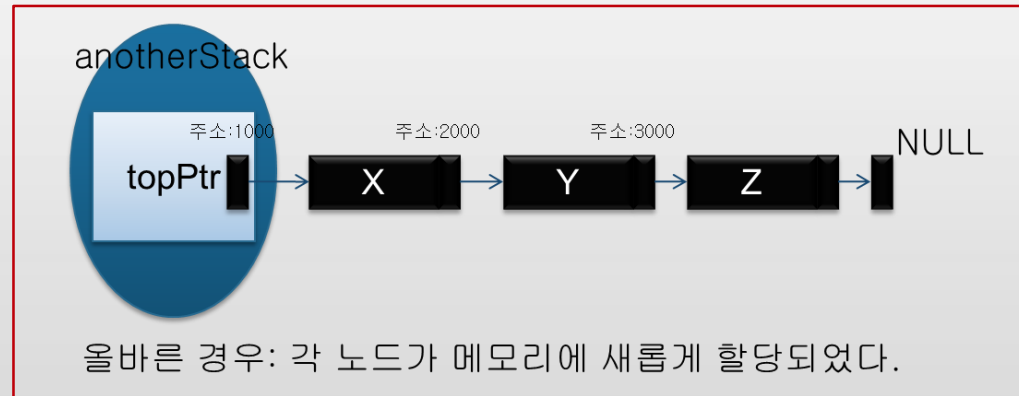 anotherStack
주소:1000
주소:2000
주소:3000
NULL
topPtr
X
Y
Z
올바른 경우: 각 노드가 메모리에 새롭게 할당되었다.